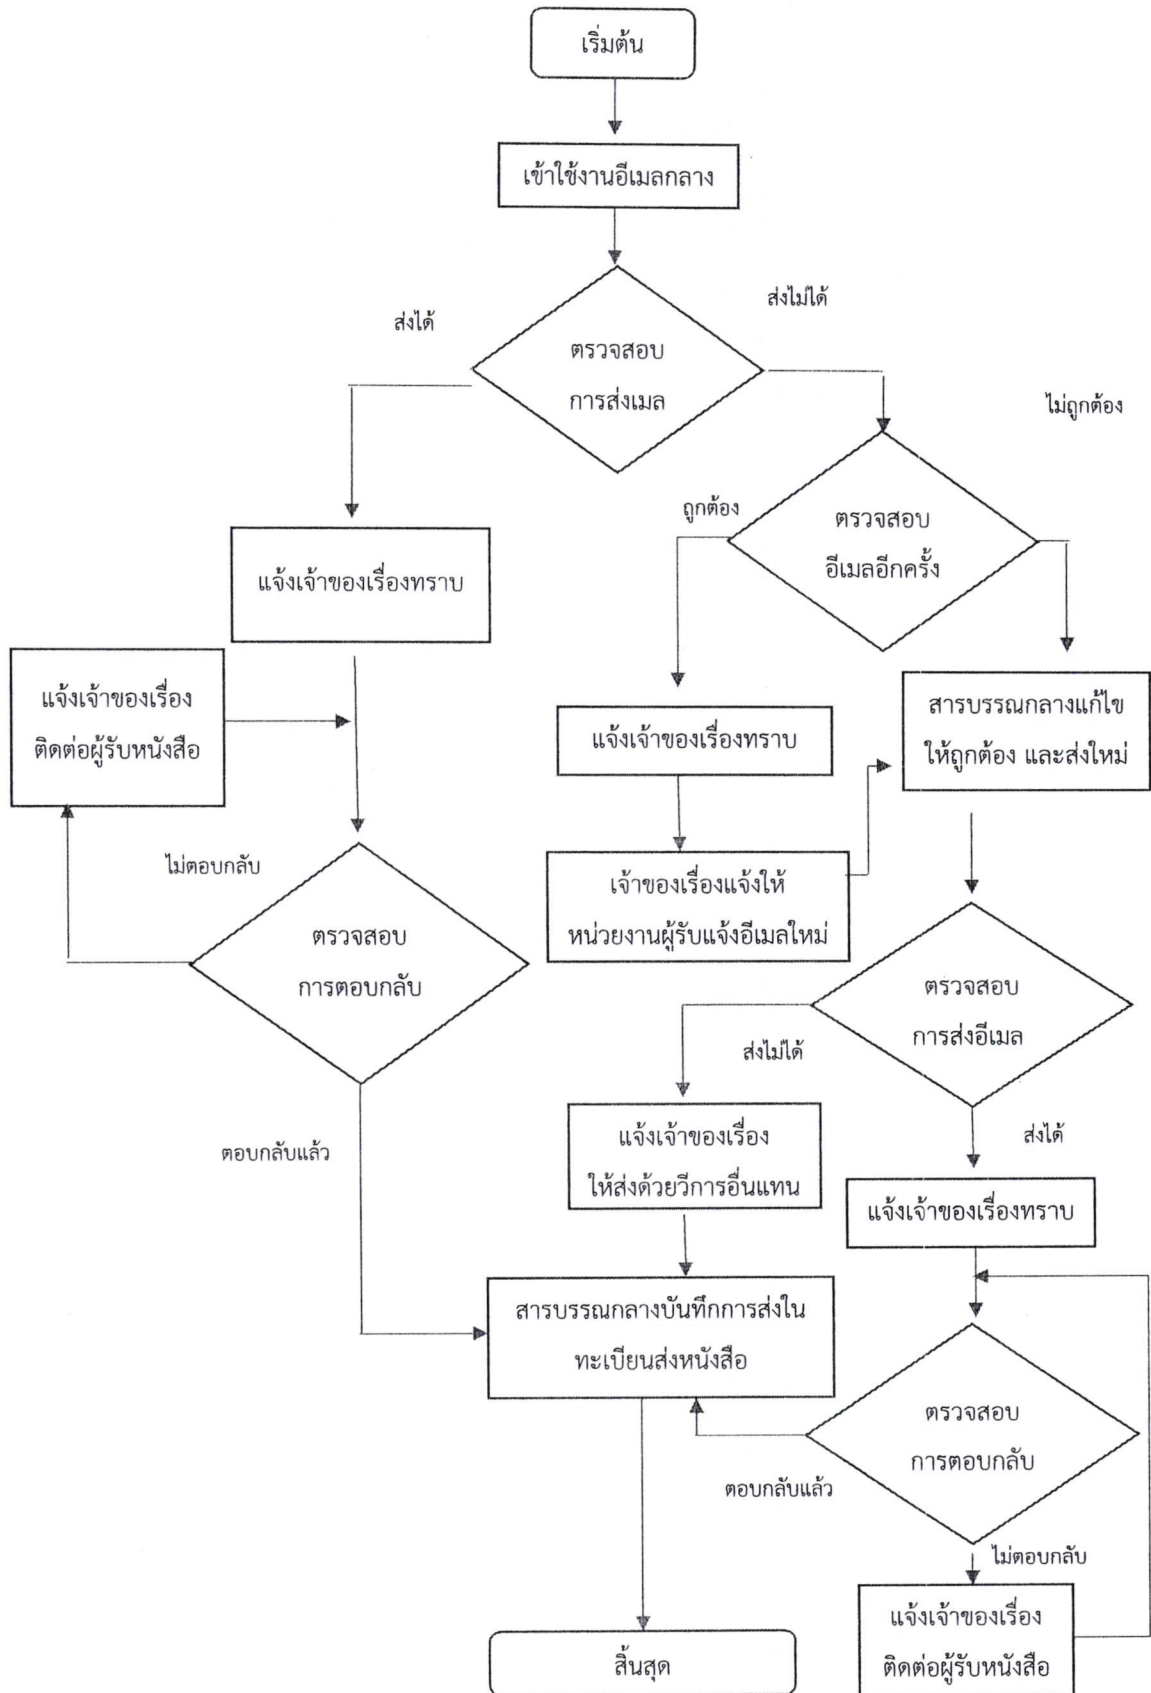 เริ่มต้น
เข้าใช้งานอีเมลกลาง
ส่งได้
ส่งไม่ได้
ตรวจสอบ
การส่งเมล
ไม่ถูกต้อง
ถูกต้อง
ตรวจสอบ
อีเมลอีกครั้ง
แจ้งเจ้าของเรื่องทราบ
แจ้งเจ้าของเรื่อง
ติดต่อผู้รับหนังสือ
แจ้งเจ้าของเรื่องทราบ
สารบรรณกลางแก้ไข
ให้ถูกต้อง และส่งใหม่
ไม่ตอบกลับ
เจ้าของเรื่องแจ้งให้
หน่วยงานผู้รับแจ้งอีเมลใหม่
ตรวจสอบ
การตอบกลับ
ตรวจสอบ
การส่งอีเมล
ส่งไม่ได้
ส่งได้
ตอบกลับแล้ว
แจ้งเจ้าของเรื่อง
ให้ส่งด้วยวีการอื่นแทน
แจ้งเจ้าของเรื่องทราบ
สารบรรณกลางบันทึกการส่งใน
ทะเบียนส่งหนังสือ
ตรวจสอบ
การตอบกลับ
ตอบกลับแล้ว
ไม่ตอบกลับ
แจ้งเจ้าของเรื่อง
ติดต่อผู้รับหนังสือ
สิ้นสุด